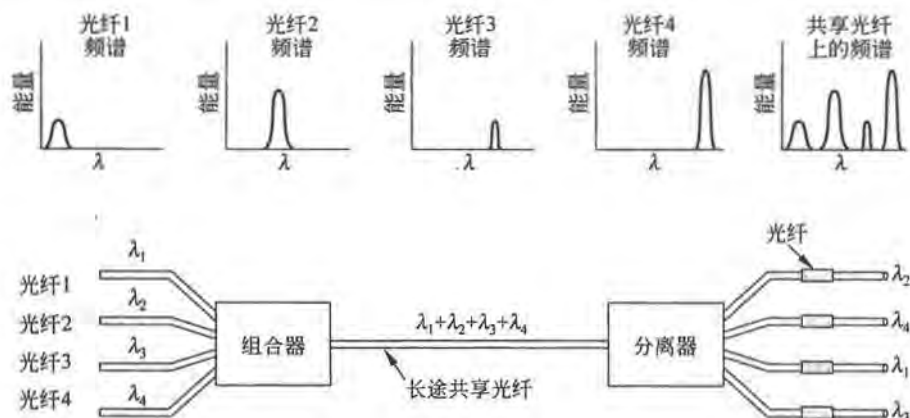 光纤1
频谱
光纤2
频谱
光纤3
频谱
光纤4
频谱
共享光纤
上的频谱
能量
能量
能量
能量
能量
λ
λ
λ
λ
λ
光纤
光纤1
λ₁
光纤2
λ₂
光纤3
λ₃
光纤4
λ₄
组合器
λ₁+λ₂+λ₃+λ₄
长途共享光纤
分离器
λ₂
λ₄
λ₁